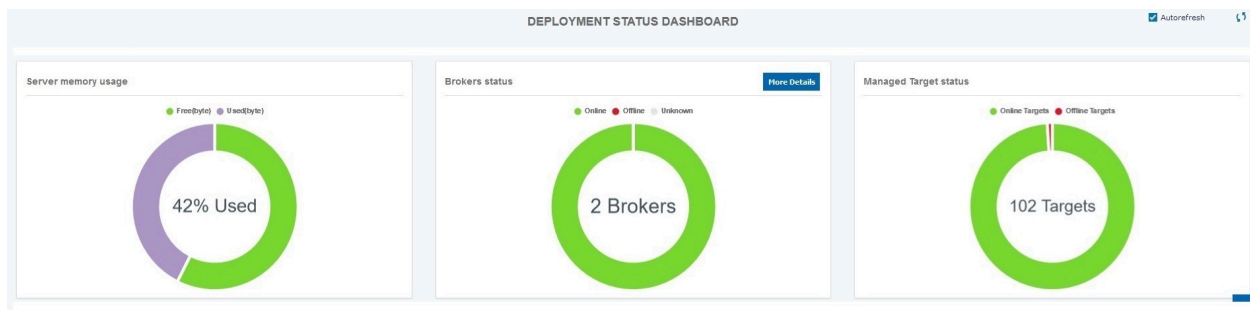 DEPLOYMENT STATUS DASHBOARD
Autorefresh
Server memory usage
Free(byte) Used(byte)
42% Used
Brokers status
More Details
Online Offline Unknown
2 Brokers
Managed Target status
Online Targets Offline Targets
102 Targets